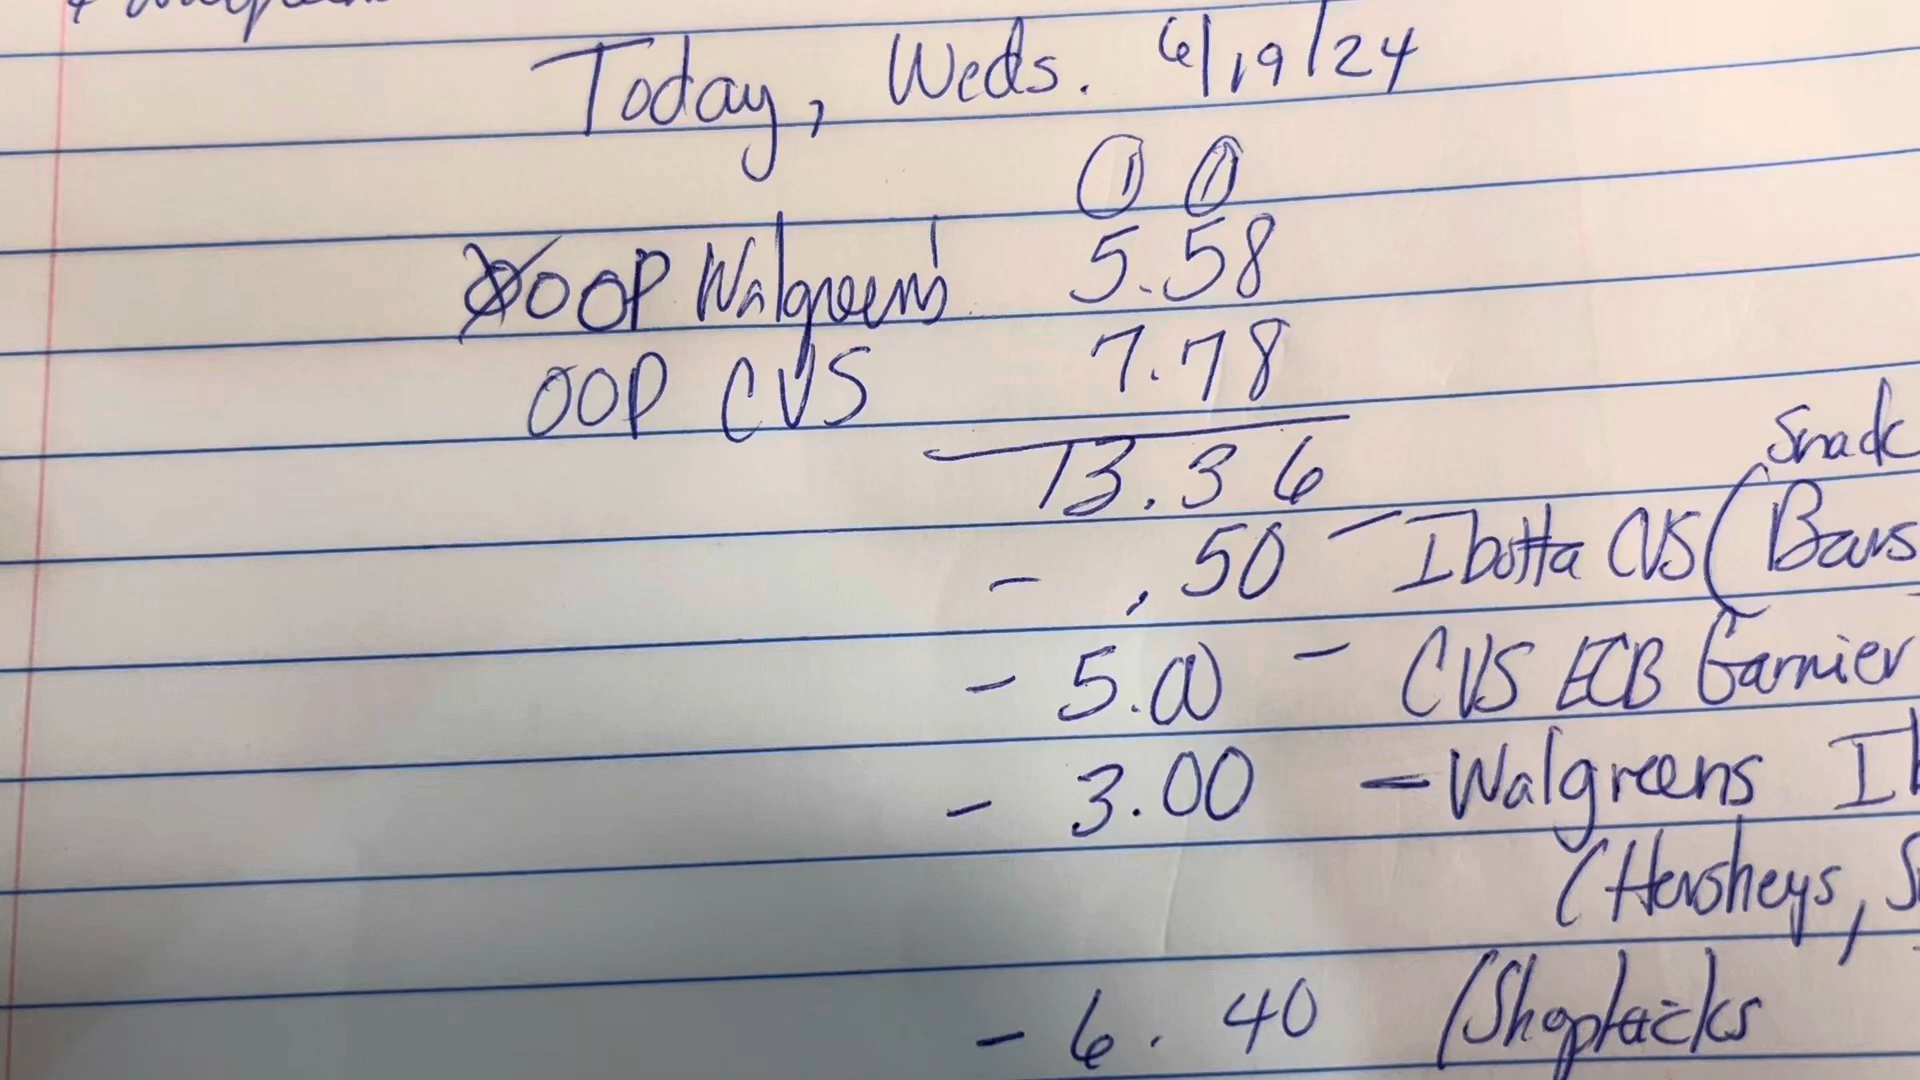 Today, Weds. 6/19/24
1 1
OOP Walgreens 5.58
OOP CVS 7.78
13.36
- .50 - Ibotta CVS (Snack Bars
- 5.00 - CVS ECB Garnier
- 3.00 - Walgreens Ib
(Hersheys, S
- 6.40 (Shopkicks